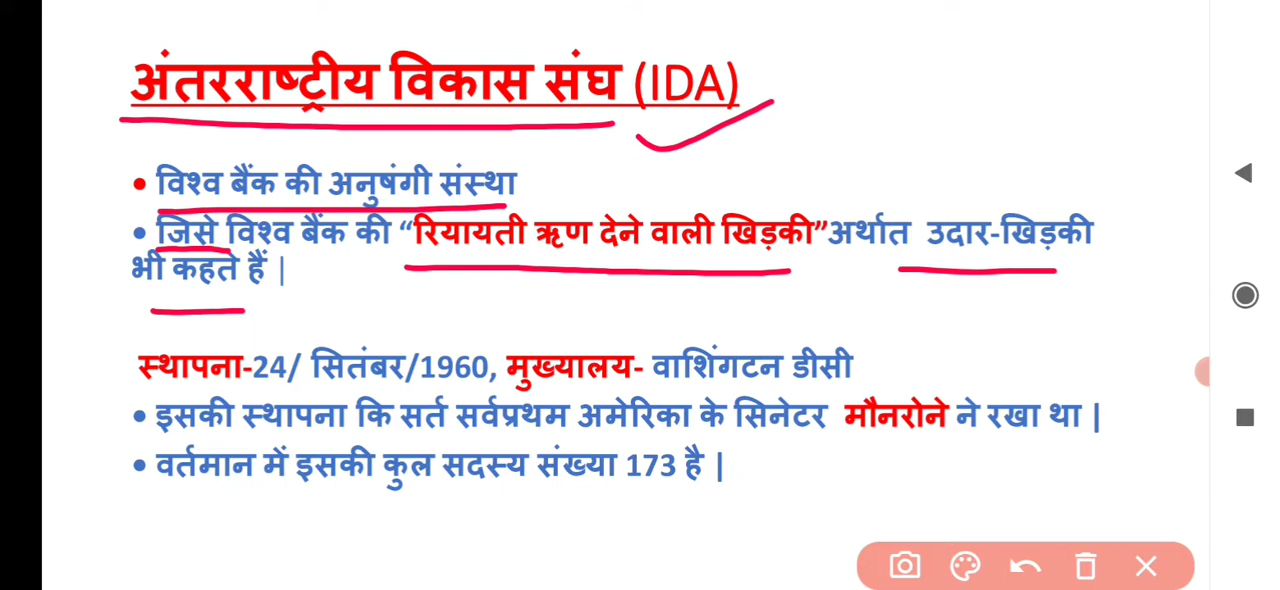 अंतरराष्ट्रीय विकास संघ (IDA)
• विश्व बैंक की अनुषंगी संस्था
• जिसे विश्व बैंक की “रियायती ऋण देने वाली खिड़की”अर्थात उदार-खिड़की
भी कहते हैं |
स्थापना-24/ सितंबर/1960, मुख्यालय- वाशिंगटन डीसी
• इसकी स्थापना कि सर्त सर्वप्रथम अमेरिका के सिनेटर मौनरोने ने रखा था |
• वर्तमान में इसकी कुल सदस्य संख्या 173 है |